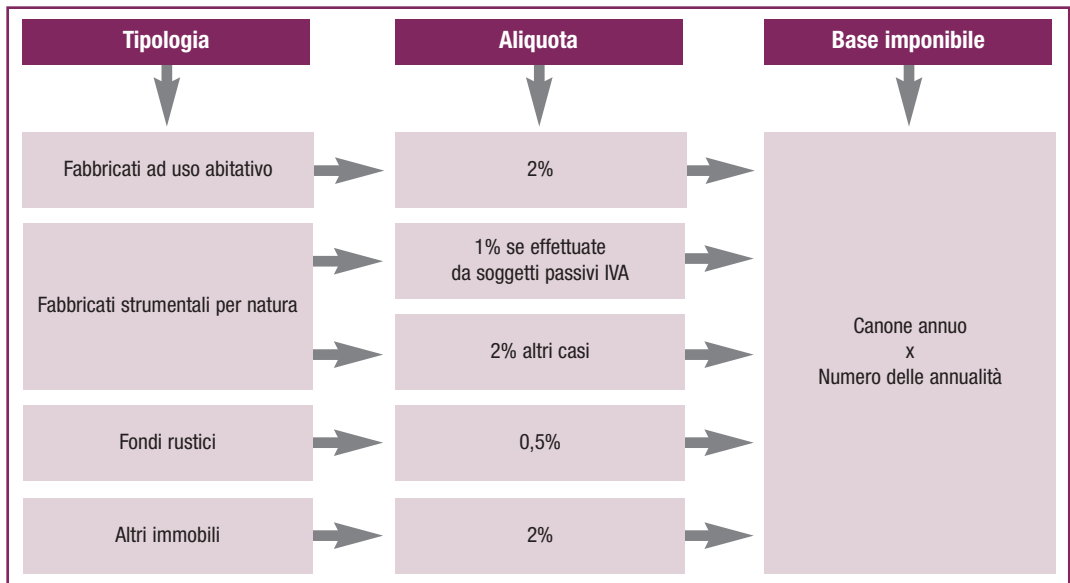 Tipologia
Aliquota
Base imponibile
Fabbricati ad uso abitativo
2%
Fabbricati strumentali per natura
1% se effettuate
da soggetti passivi IVA
2% altri casi
Fondi rustici
0,5%
Altri immobili
2%
Canone annuo
x
Numero delle annualità